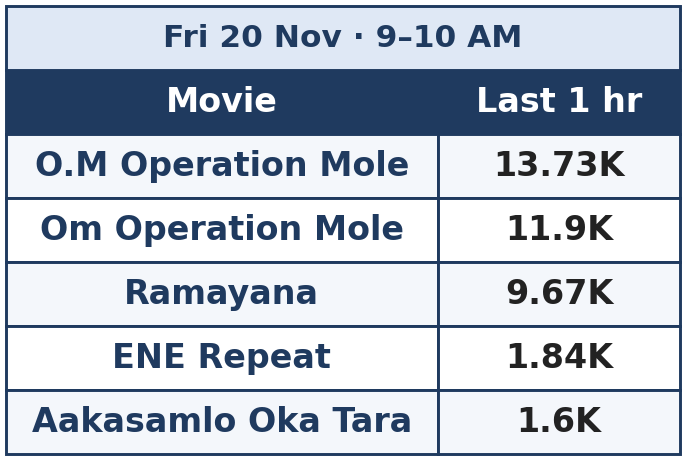 Fri 20 Nov · 9–10 AM
Movie Last 1 hr
O.M Operation Mole 13.73K
Om Operation Mole 11.9K
Ramayana 9.67K
ENE Repeat 1.84K
Aakasamlo Oka Tara 1.6K